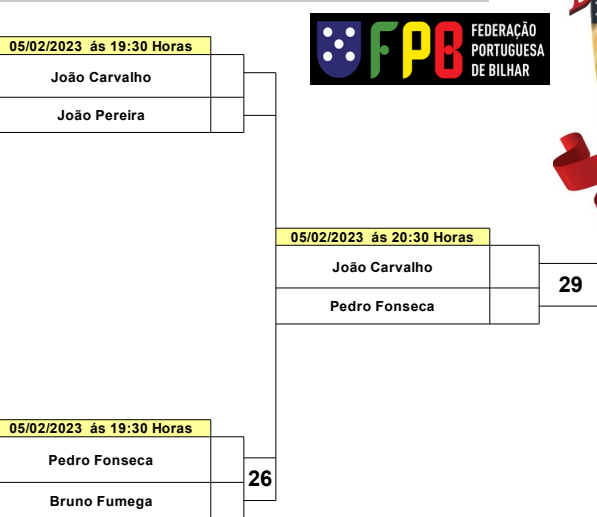 FPB
FEDERAÇÃO
PORTUGUESA
DE BILHAR
05/02/2023 ás 19:30 Horas
João Carvalho
João Pereira
05/02/2023 ás 20:30 Horas
João Carvalho
Pedro Fonseca
29
05/02/2023 ás 19:30 Horas
Pedro Fonseca
Bruno Fumega
26